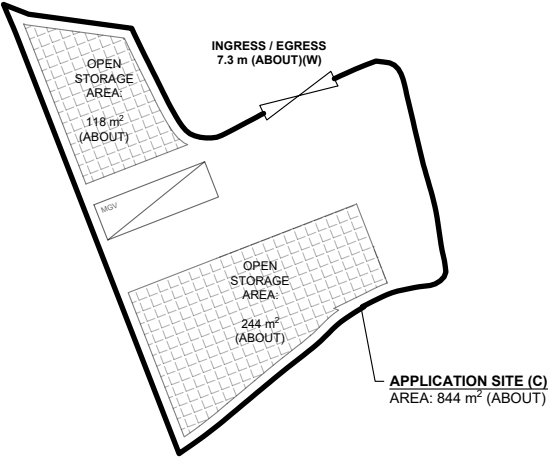 INGRESS / EGRESS
7.3 m (ABOUT)(W)
OPEN
STORAGE
AREA:
118 m²
(ABOUT)
MGV
OPEN
STORAGE
AREA:
244 m²
(ABOUT)
APPLICATION SITE (C)
AREA: 844 m² (ABOUT)